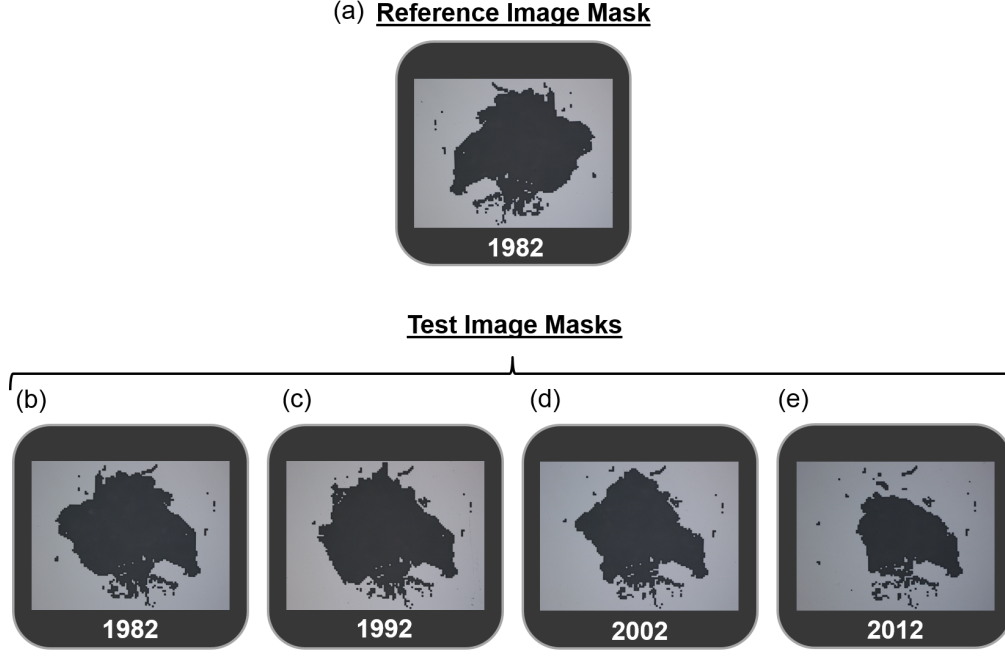 (a) Reference Image Mask
1982
Test Image Masks
(b) (c) (d) (e)
1982 1992 2002 2012